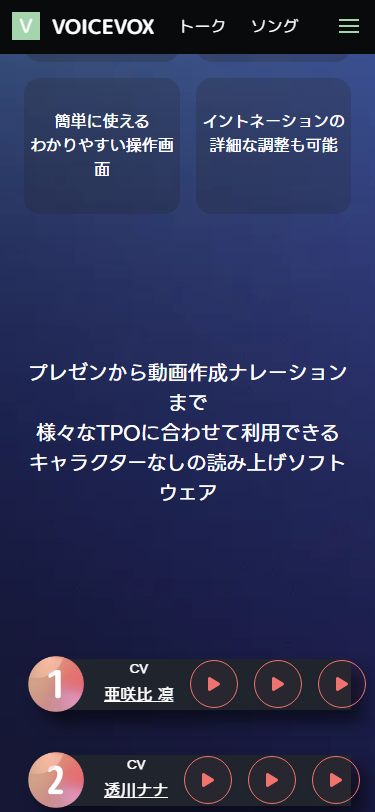 V VOICEVOX トーク ソング
簡単に使える
わかりやすい操作画
面
イントネーションの
詳細な調整も可能
プレゼンから動画作成ナレーション
まで
様々なTPOに合わせて利用できる
キャラクターなしの読み上げソフト
ウェア
1
CV
亜咲比 凛
2
CV
透川ナナ